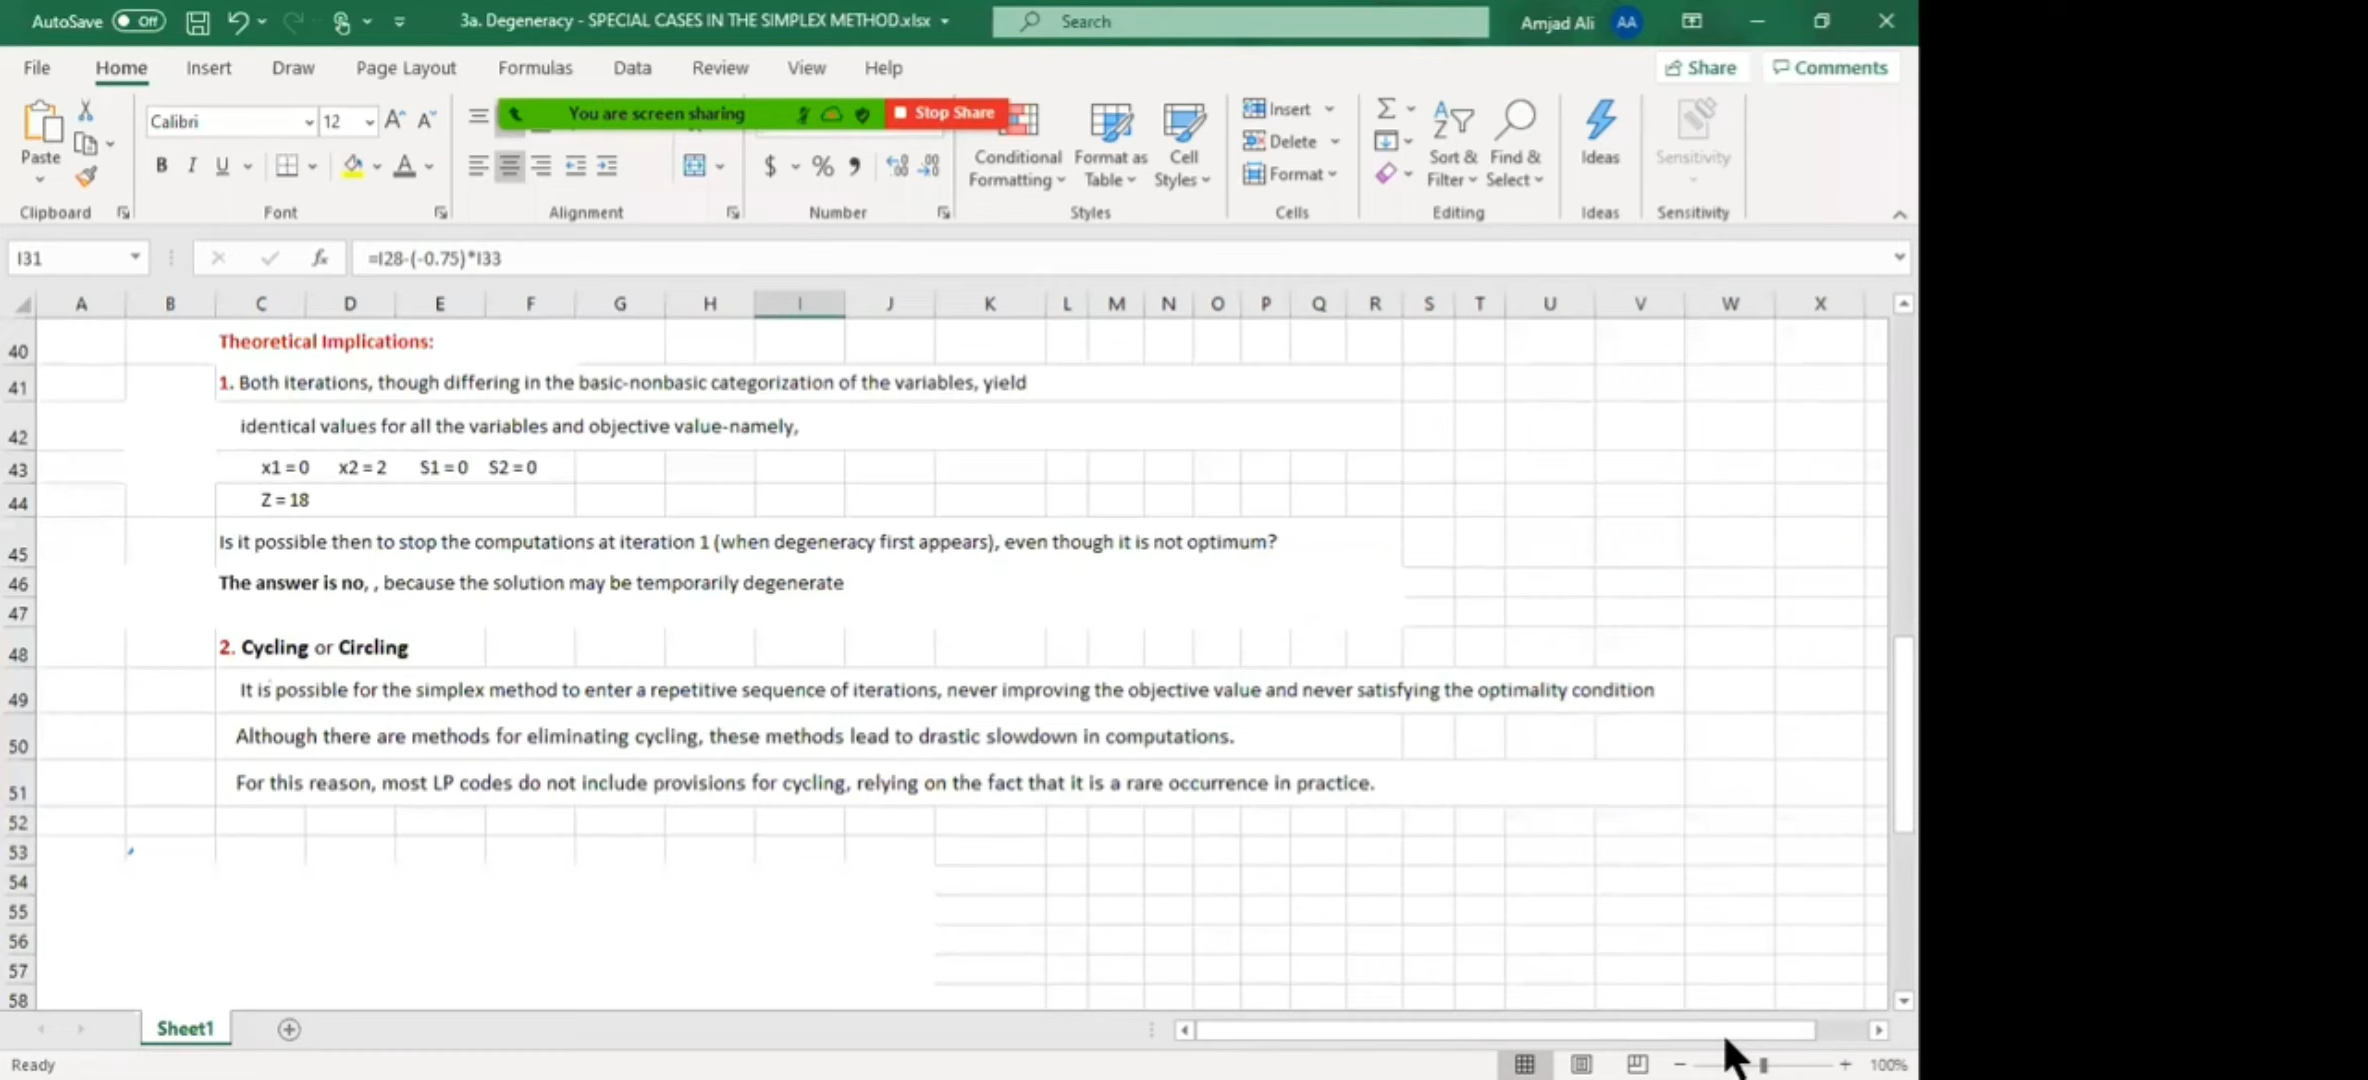 AutoSave Off 3a. Degeneracy - SPECIAL CASES IN THE SIMPLEX METHOD.xlsx Search Amjad Ali AA
File Home Insert Draw Page Layout Formulas Data Review View Help Share Comments
You are screen sharing Stop Share
Paste Calibri 12 A A
B I U A $ % Conditional Formatting Format as Table Cell Styles Insert Delete Format Sort & Filter Find & Select Ideas Sensitivity
Clipboard Font Alignment Number Styles Cells Editing Ideas Sensitivity
I31 fx =I28-(-0.75)*I33
A B C D E F G H I J K L M N O P Q R S T U V W X
40 Theoretical Implications:
41 1. Both iterations, though differing in the basic-nonbasic categorization of the variables, yield
42 identical values for all the variables and objective value-namely,
43 x1 = 0 x2 = 2 S1 = 0 S2 = 0
44 Z = 18
45 Is it possible then to stop the computations at iteration 1 (when degeneracy first appears), even though it is not optimum?
46 The answer is no, , because the solution may be temporarily degenerate
47
48 2. Cycling or Circling
49 It is possible for the simplex method to enter a repetitive sequence of iterations, never improving the objective value and never satisfying the optimality condition
50 Although there are methods for eliminating cycling, these methods lead to drastic slowdown in computations.
51 For this reason, most LP codes do not include provisions for cycling, relying on the fact that it is a rare occurrence in practice.
52
53
54
55
56
57
58
Sheet1
Ready 100%